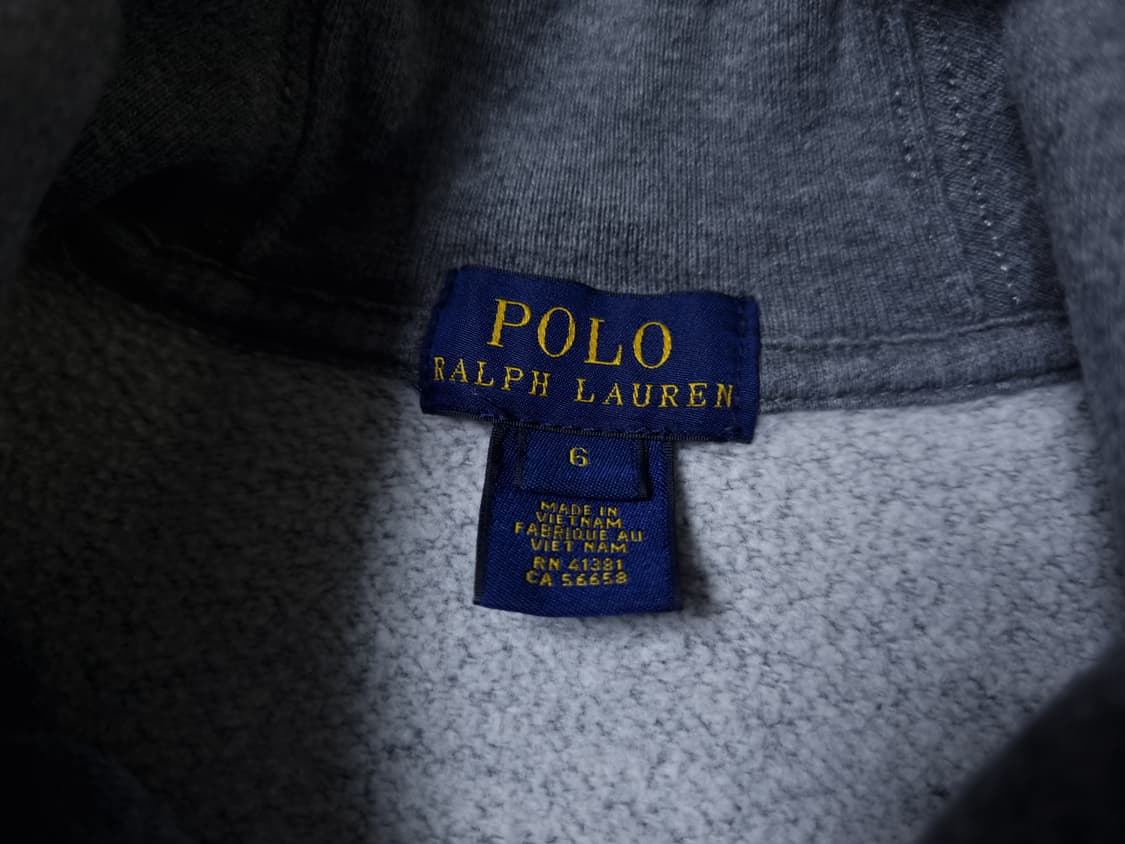 POLO
RALPH LAUREN
6
MADE IN
VIETNAM
FABRIQUE AU
VIET NAM
RN 41381
CA 56658